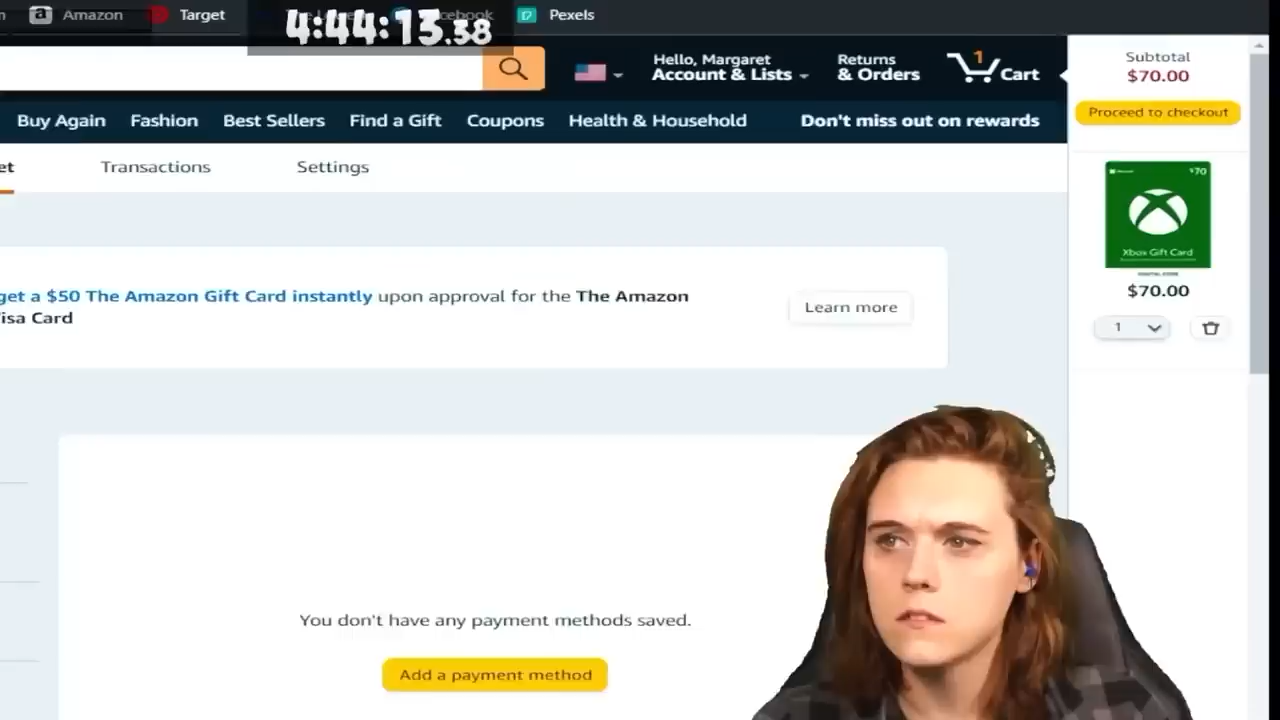 Amazon
Target
4:44:13.38
Pexels
Hello, Margaret
Account & Lists
Returns
& Orders
1
Cart
Subtotal
$70.00
Proceed to checkout
Buy Again
Fashion
Best Sellers
Find a Gift
Coupons
Health & Household
Don't miss out on rewards
Transactions
Settings
$70
Xbox Gift Card
$70.00
1
get a $50 The Amazon Gift Card instantly upon approval for the The Amazon
isa Card
Learn more
You don't have any payment methods saved.
Add a payment method